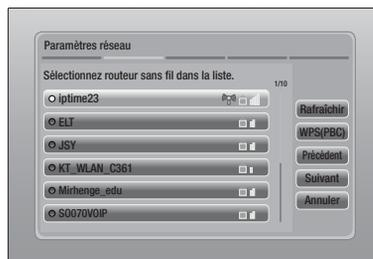 Paramètres réseau
Sélectionnez routeur sans fil dans la liste.
1/10
iptime23
ELT
JSY
KT_WLAN_C361
Mirhenge_edu
SO070VOIP
Rafraîchir
WPS(PBC)
Précédent
Suivant
Annuler